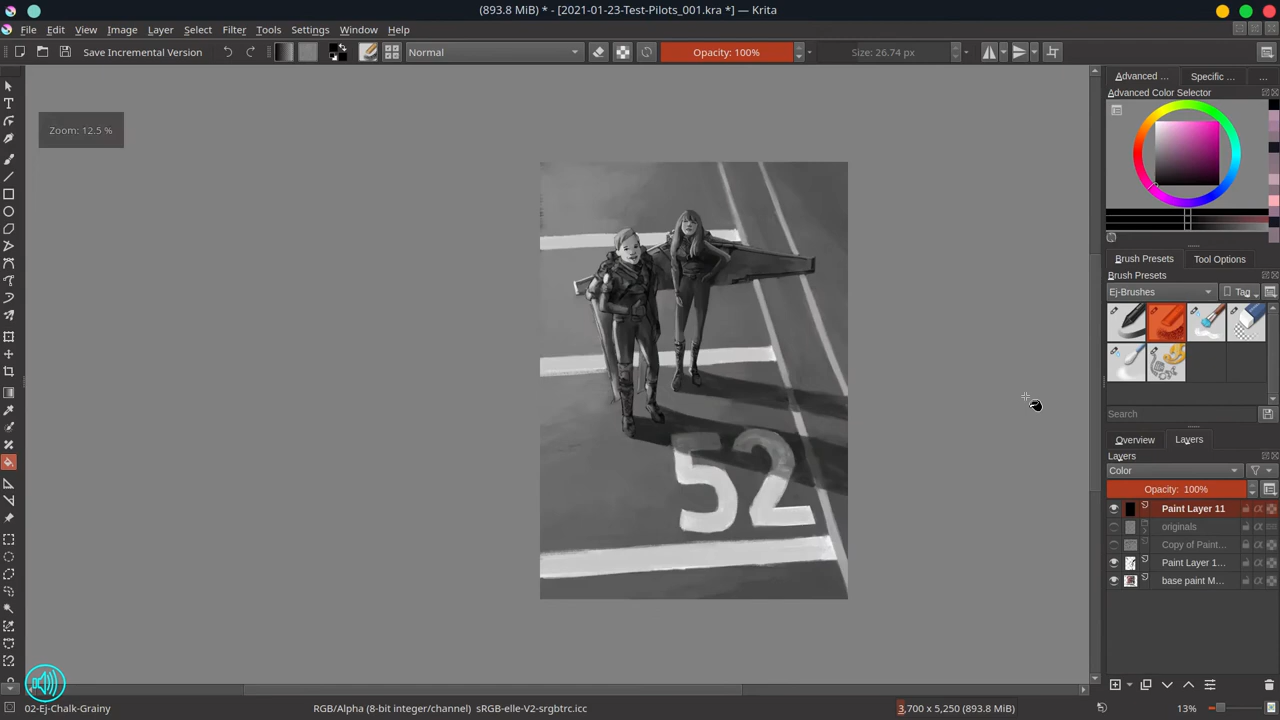 (893.8 MiB) * - [2021-01-23-Test-Pilots_001.kra *] — Krita
File Edit View Image Layer Select Filter Tools Settings Window Help
Save Incremental Version
Normal
Opacity: 100%
Size: 26.74 px
Advanced ...
Specific ...
...
Advanced Color Selector
Zoom: 12.5 %
Brush Presets
Tool Options
Brush Presets
Ej-Brushes
Tag
Search
Overview
Layers
Layers
Color
Opacity: 100%
Paint Layer 11
originals
Copy of Paint...
Paint Layer 1...
base paint M...
52
02-Ej-Chalk-Grainy
RGB/Alpha (8-bit integer/channel) sRGB-elle-V2-srgbtrc.icc
3,700 x 5,250 (893.8 MiB)
13%